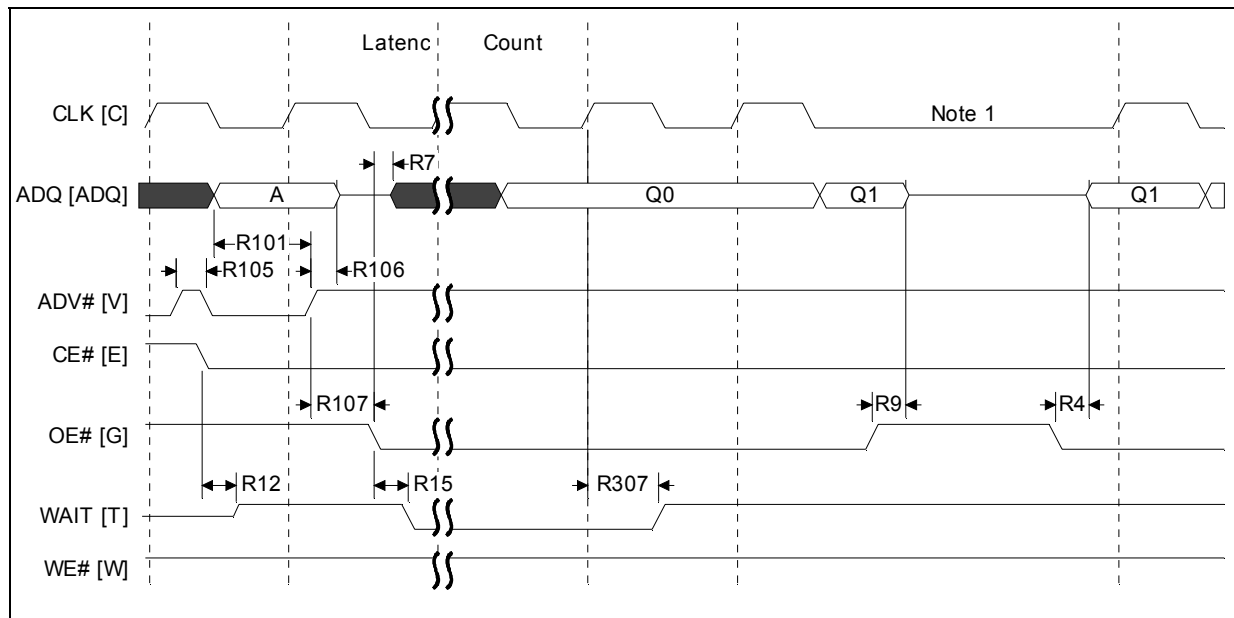 Latenc Count
CLK [C]
Note 1
R7
ADQ [ADQ]
A
Q0
Q1
Q1
R101
R105
R106
ADV# [V]
CE# [E]
R107
R9
R4
OE# [G]
R12
R15
R307
WAIT [T]
WE# [W]